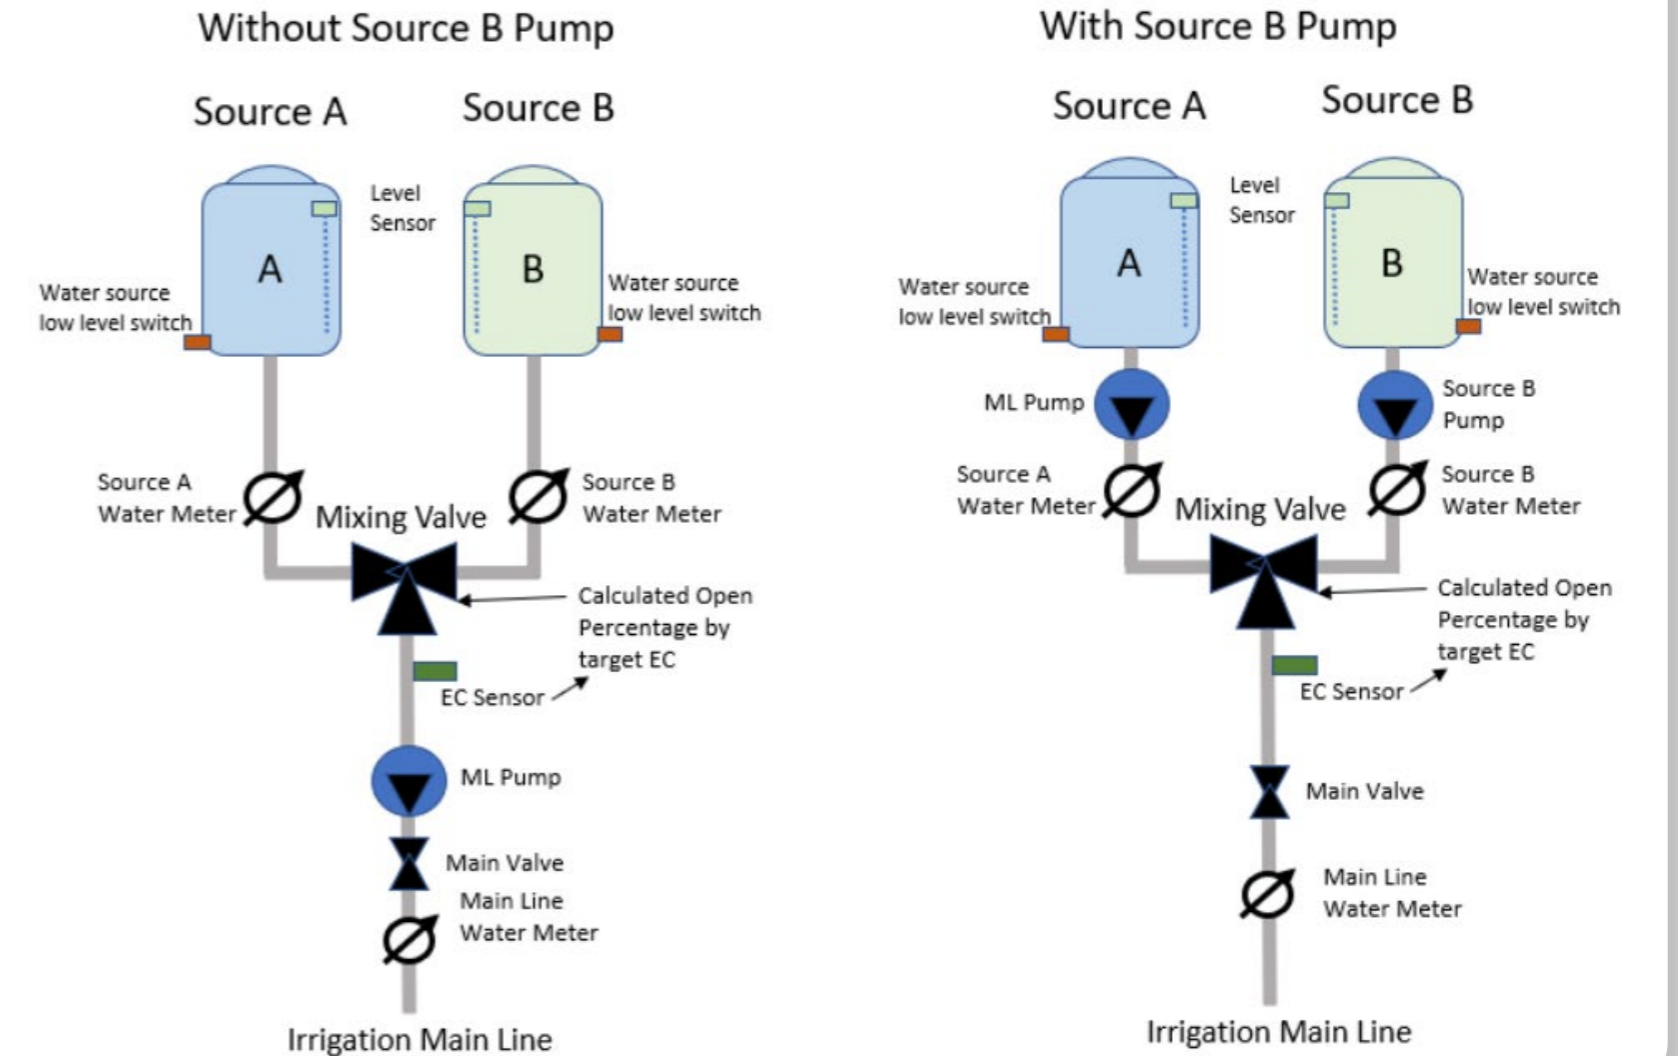 Without Source B Pump
Source A
Source B
Level
Sensor
A
B
Water source
low level switch
Water source
low level switch
Source A
Water Meter
Mixing Valve
Source B
Water Meter
Calculated Open
Percentage by
target EC
EC Sensor
ML Pump
Main Valve
Main Line
Water Meter
Irrigation Main Line
With Source B Pump
Source A
Source B
Level
Sensor
A
B
Water source
low level switch
Water source
low level switch
ML Pump
Source B
Pump
Source A
Water Meter
Mixing Valve
Source B
Water Meter
Calculated Open
Percentage by
target EC
EC Sensor
Main Valve
Main Line
Water Meter
Irrigation Main Line